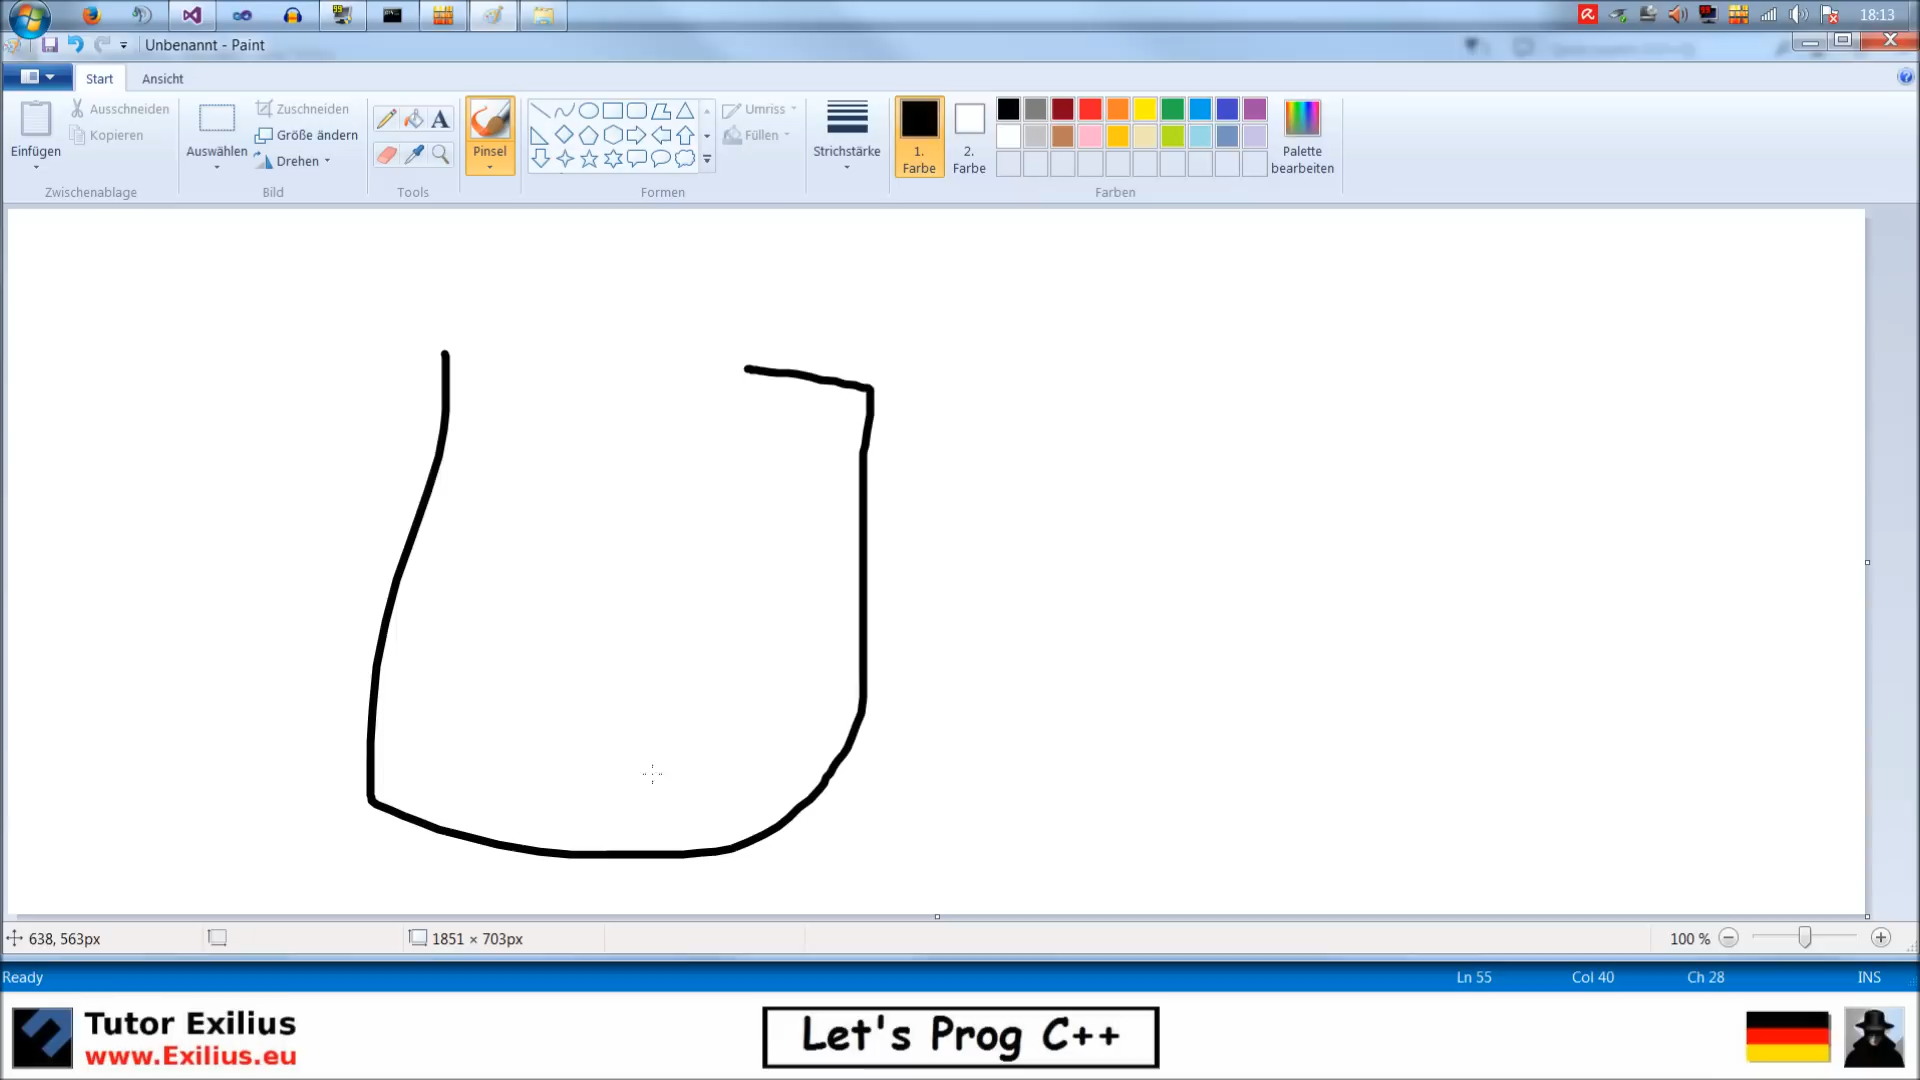 18:13
Unbenannt - Paint
Start
Ansicht
Einfügen
Ausschneiden
Kopieren
Zwischenablage
Auswählen
Zuschneiden
Größe ändern
Drehen
Bild
A
Tools
Pinsel
Formen
Umriss
Füllen
Strichstärke
1.
Farbe
2.
Farbe
Palette
bearbeiten
Farben
638, 563px
1851 × 703px
100 %
Ready
Ln 55
Col 40
Ch 28
INS
Tutor Exilius
www.Exilius.eu
Let's Prog C++